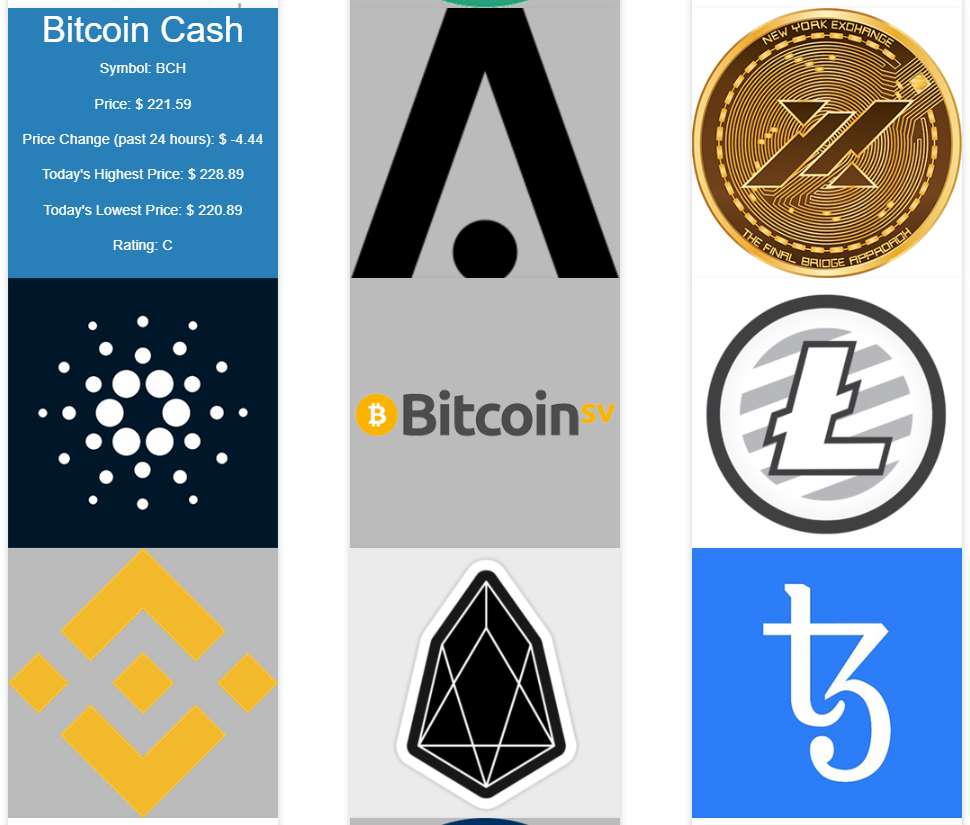 Bitcoin Cash
Symbol: BCH
Price: $ 221.59
Price Change (past 24 hours): $ -4.44
Today's Highest Price: $ 228.89
Today's Lowest Price: $ 220.89
Rating: C
NEW YORK EXCHANGE
THE FINAL BRIDGE APPROACH
BitcoinSV